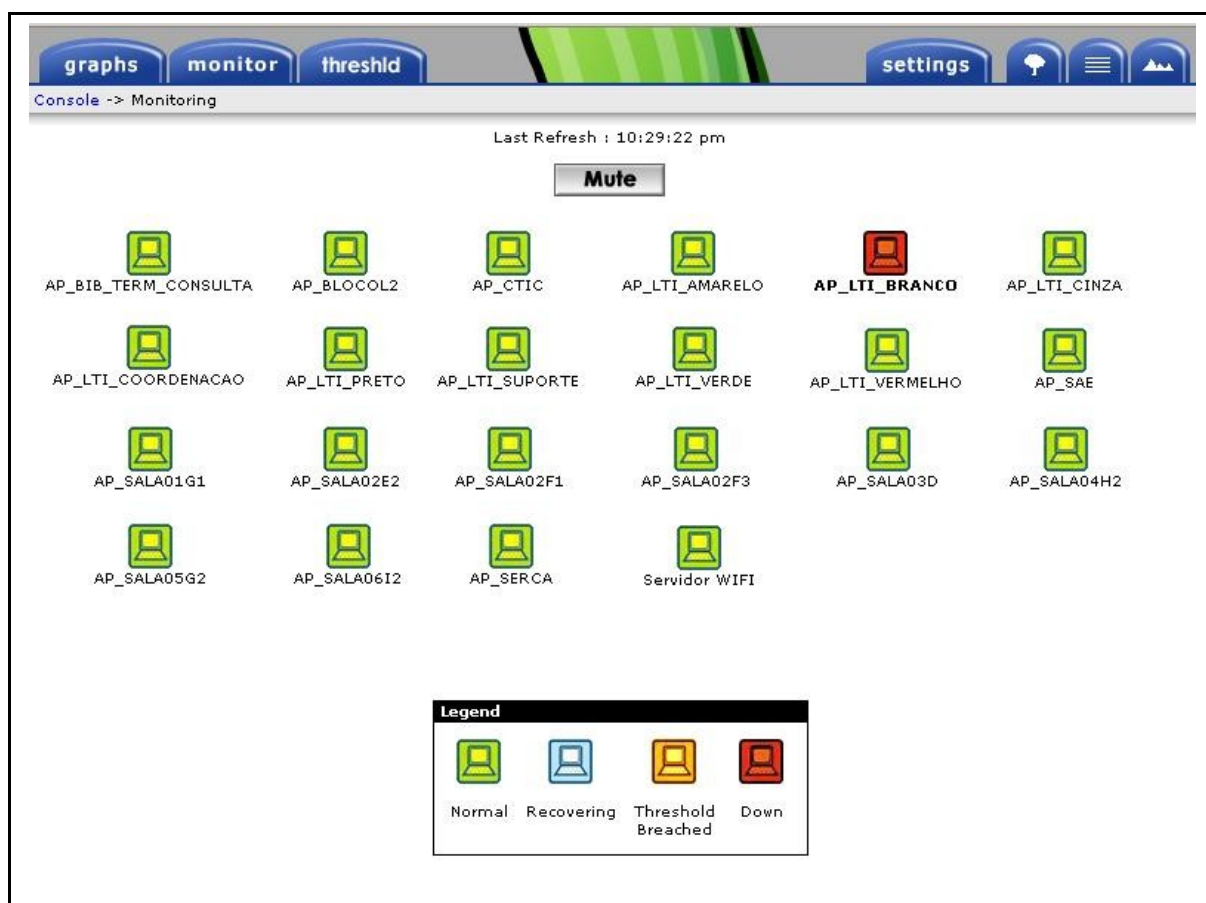 graphs monitor threshld settings
Console -> Monitoring
Last Refresh : 10:29:22 pm
Mute
AP_BIB_TERM_CONSULTA AP_BLOCOL2 AP_CTIC AP_LTI_AMARELO AP_LTI_BRANCO AP_LTI_CINZA
AP_LTI_COORDENACAO AP_LTI_PRETO AP_LTI_SUPORTE AP_LTI_VERDE AP_LTI_VERMELHO AP_SAE
AP_SALA01G1 AP_SALA02E2 AP_SALA02F1 AP_SALA02F3 AP_SALA03D AP_SALA04H2
AP_SALA05G2 AP_SALA06I2 AP_SERCA Servidor WIFI
Legend
Normal Recovering Threshold Breached Down